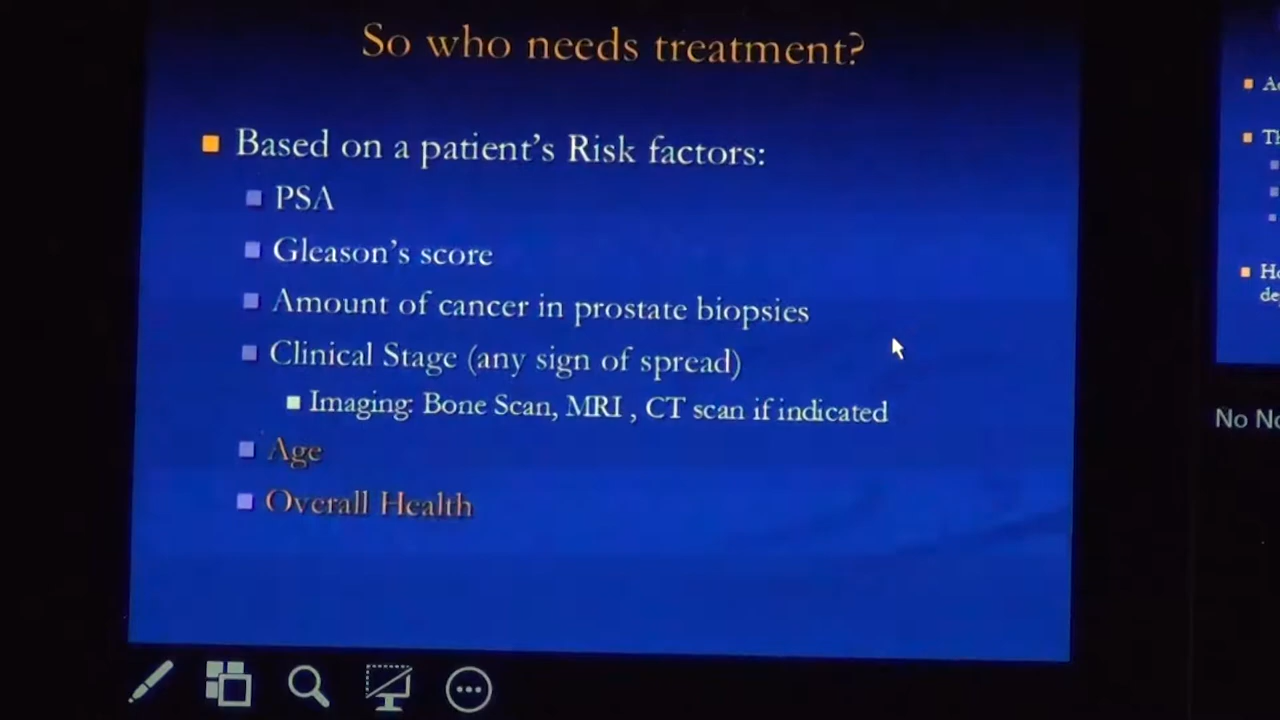 So who needs treatment?
Based on a patient's Risk factors:
PSA
Gleason's score
Amount of cancer in prostate biopsies
Clinical Stage (any sign of spread)
Imaging: Bone Scan, MRI , CT scan if indicated
Age
Overall Health
No